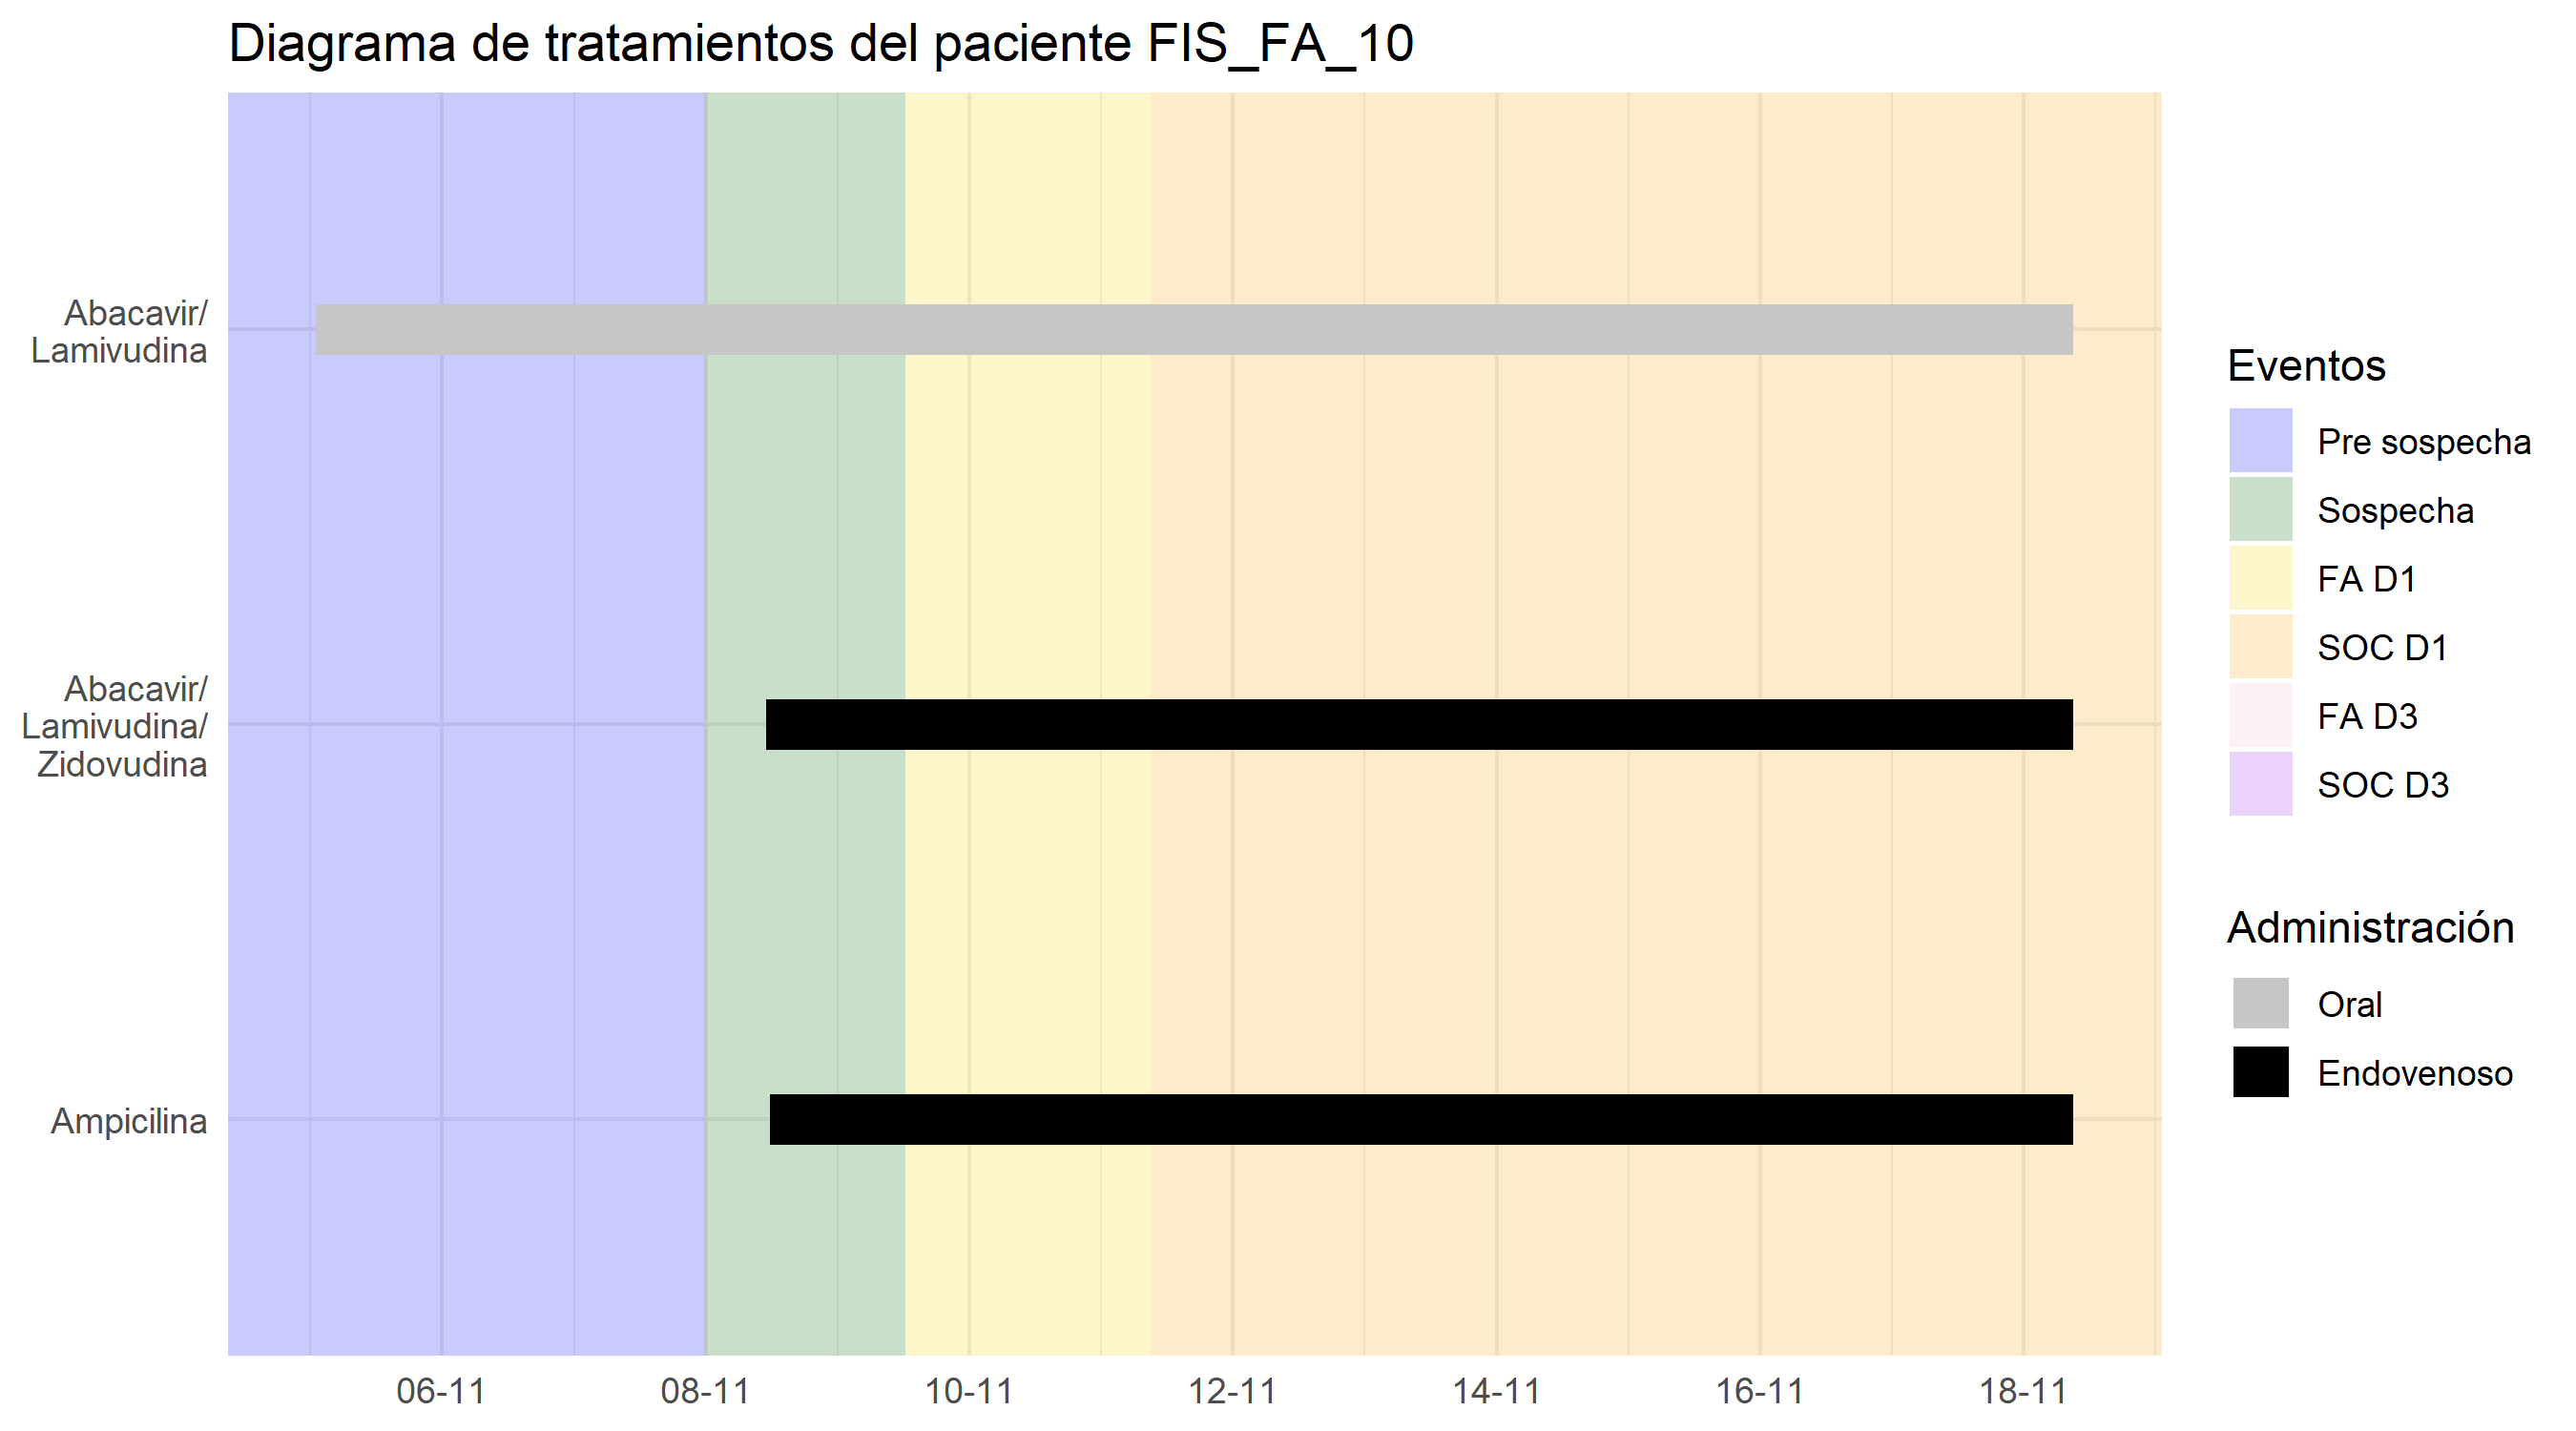 Diagrama de tratamientos del paciente FIS_FA_10
Abacavir/
Lamivudina
Abacavir/
Lamivudina/
Zidovudina
Ampicilina
06-11
08-11
10-11
12-11
14-11
16-11
18-11
Eventos
Pre sospecha
Sospecha
FA D1
SOC D1
FA D3
SOC D3
Administración
Oral
Endovenoso